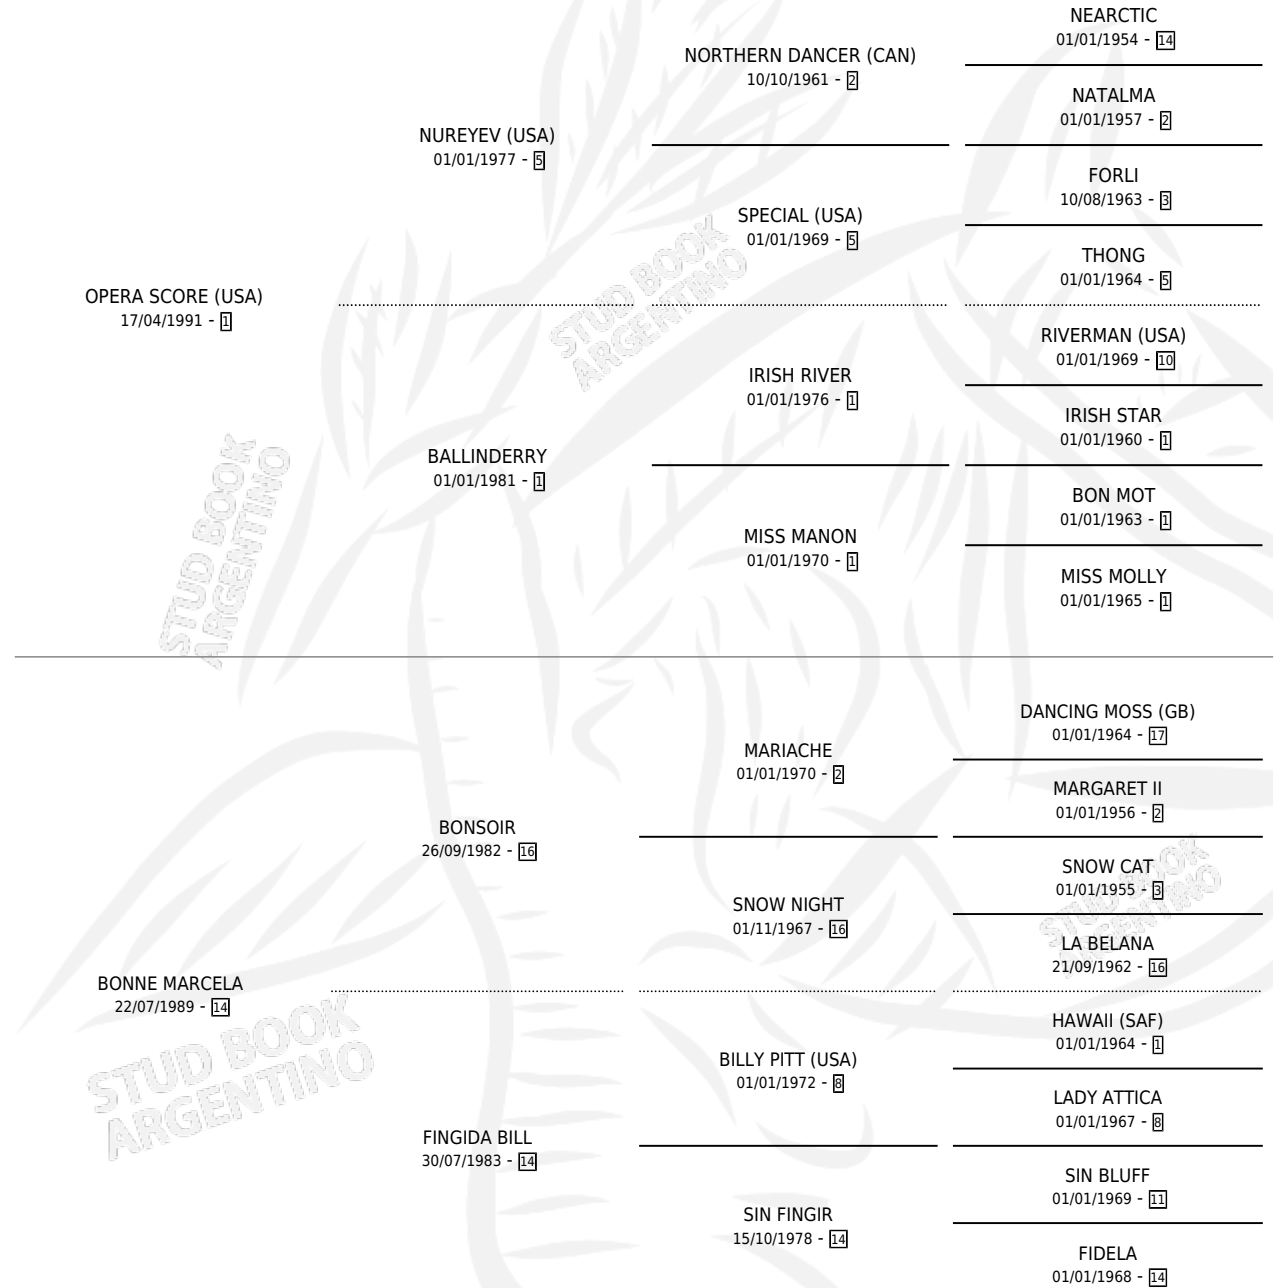 NEARCTIC
01/01/1954 - 14
NORTHERN DANCER (CAN)
10/10/1961 - 2
NATALMA
01/01/1957 - 2
NUREYEV (USA)
01/01/1977 - 5
FORLI
10/08/1963 - 3
SPECIAL (USA)
01/01/1969 - 5
THONG
01/01/1964 - 5
OPERA SCORE (USA)
17/04/1991 - 1
RIVERMAN (USA)
01/01/1969 - 10
IRISH RIVER
01/01/1976 - 1
IRISH STAR
01/01/1960 - 1
BALLINDERRY
01/01/1981 - 1
BON MOT
01/01/1963 - 1
MISS MANON
01/01/1970 - 1
MISS MOLLY
01/01/1965 - 1
STUD BOOK
ARGENTINO
STUD BOOK
ARGENTINO
DANCING MOSS (GB)
01/01/1964 - 17
MARIACHE
01/01/1970 - 2
MARGARET II
01/01/1956 - 2
BONSOIR
26/09/1982 - 16
SNOW CAT
01/01/1955 - 3
SNOW NIGHT
01/11/1967 - 16
LA BELANA
21/09/1962 - 16
BONNE MARCELA
22/07/1989 - 14
HAWAII (SAF)
01/01/1964 - 1
BILLY PITT (USA)
01/01/1972 - 8
LADY ATTICA
01/01/1967 - 8
FINGIDA BILL
30/07/1983 - 14
SIN BLUFF
01/01/1969 - 11
SIN FINGIR
15/10/1978 - 14
FIDELA
01/01/1968 - 14
STUD BOOK
ARGENTINO
STUD BOOK
ARGENTINO